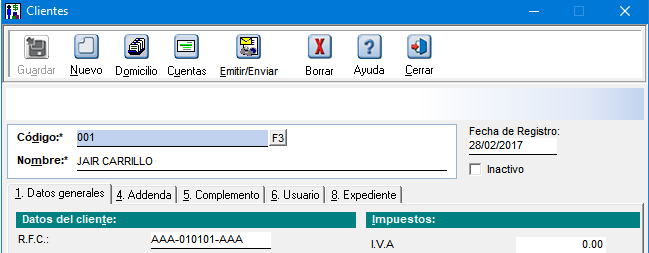 Clientes
Guardar Nuevo Domicilio Cuentas Emitir/Enviar Borrar Ayuda Cerrar
Código:* 001 F3
Nombre:* JAIR CARRILLO
Fecha de Registro:
28/02/2017
Inactivo
1. Datos generales 4. Addenda 5. Complemento 6. Usuario 8. Expediente
Datos del cliente: Impuestos:
R.F.C.: AAA-010101-AAA I.V.A 0.00